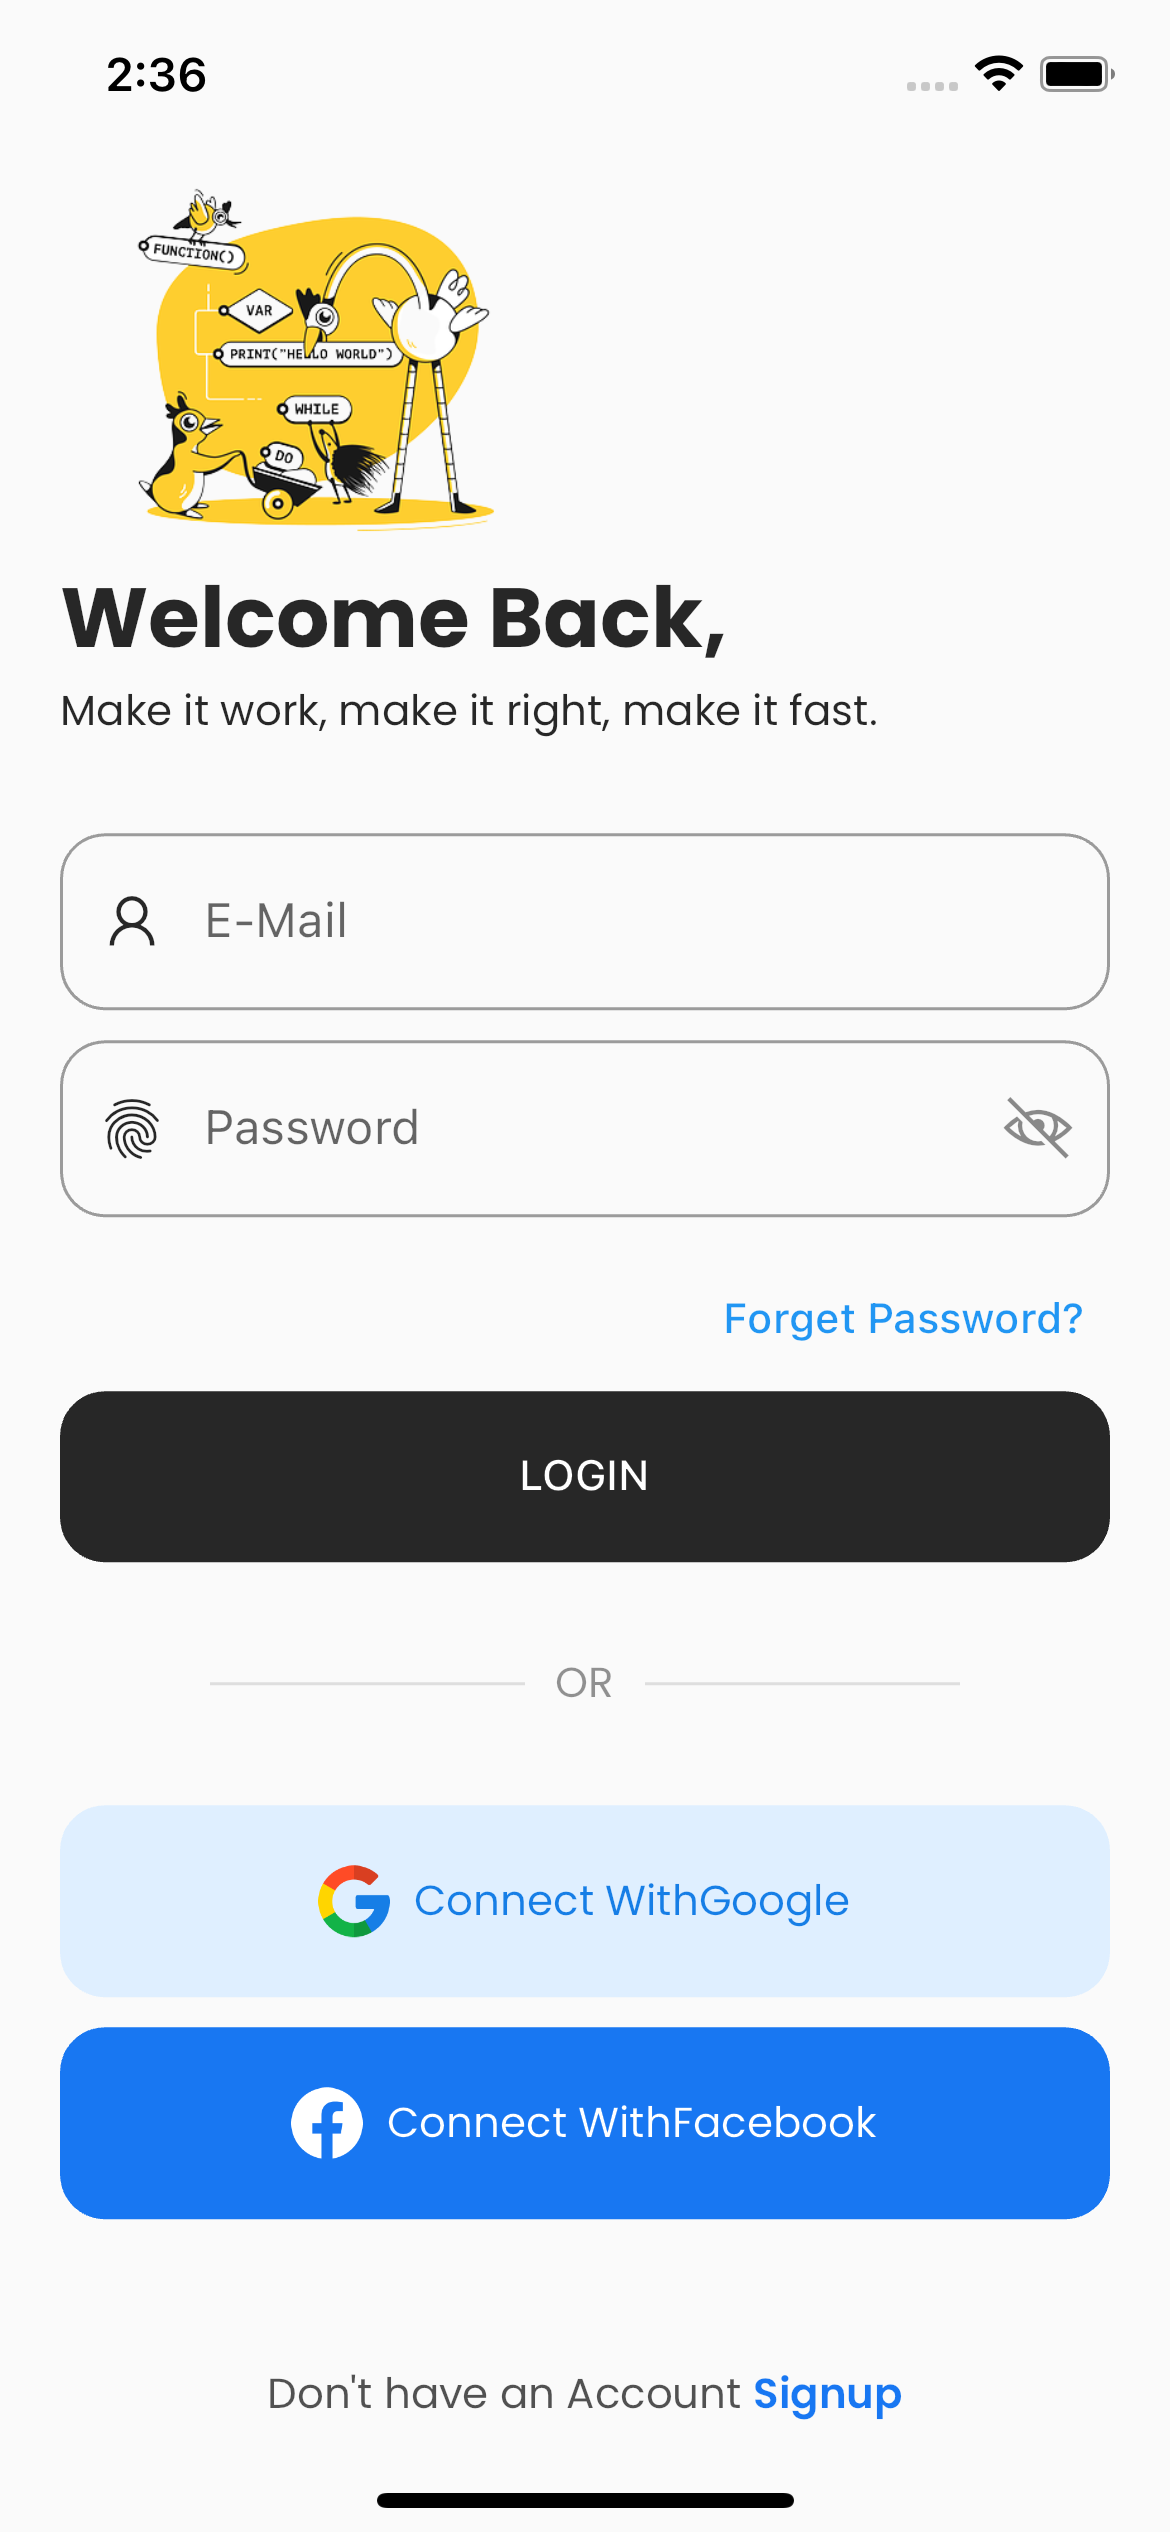 2:36
FUNCTION()
VAR
PRINT("HELLO WORLD")
WHILE
DO
Welcome Back,
Make it work, make it right, make it fast.
E-Mail
Password
Forget Password?
LOGIN
OR
Connect WithGoogle
Connect WithFacebook
Don't have an Account Signup